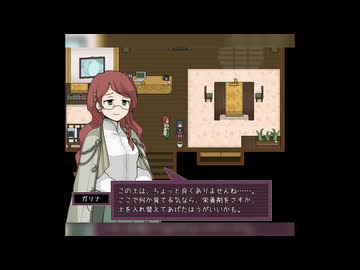 この土は、ちょっと良くありませんね……。
ここで何か育てる気なら、栄養剤をさすか、
土を入れ替えてあげたほうがいいかも。
ガリナ